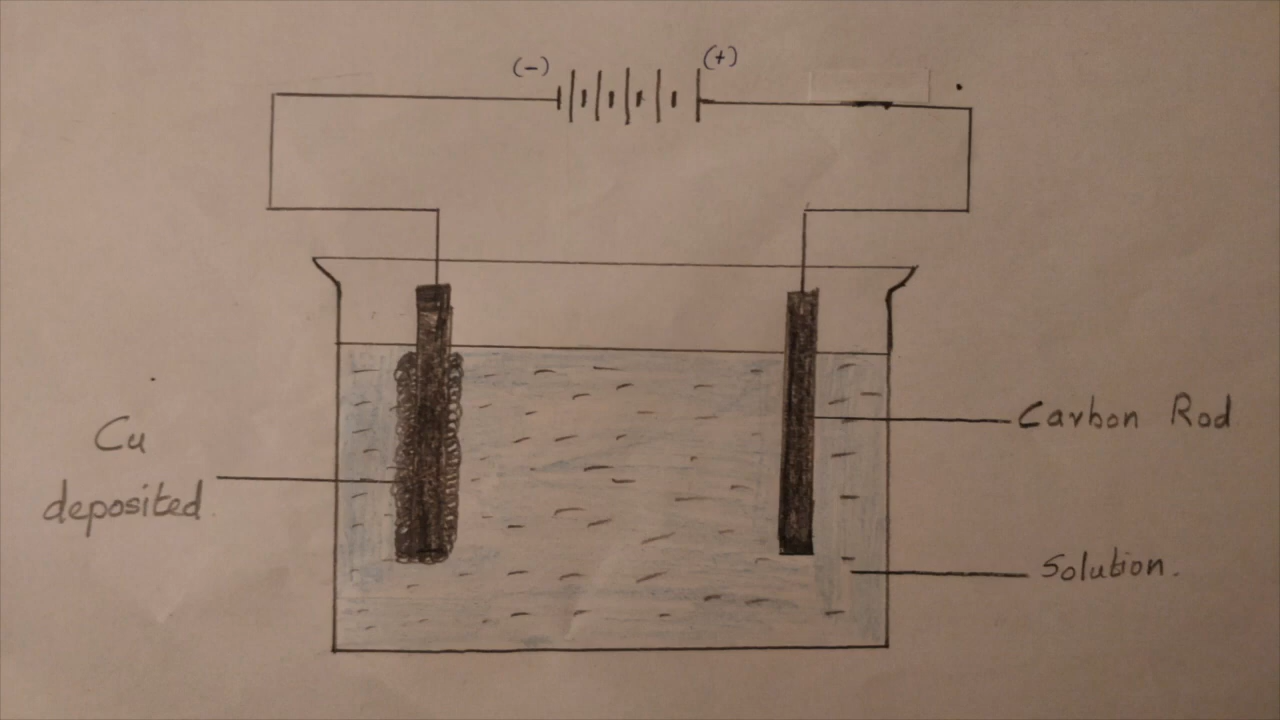 (-)
(+)
Cu
deposited.
Carbon Rod
Solution.